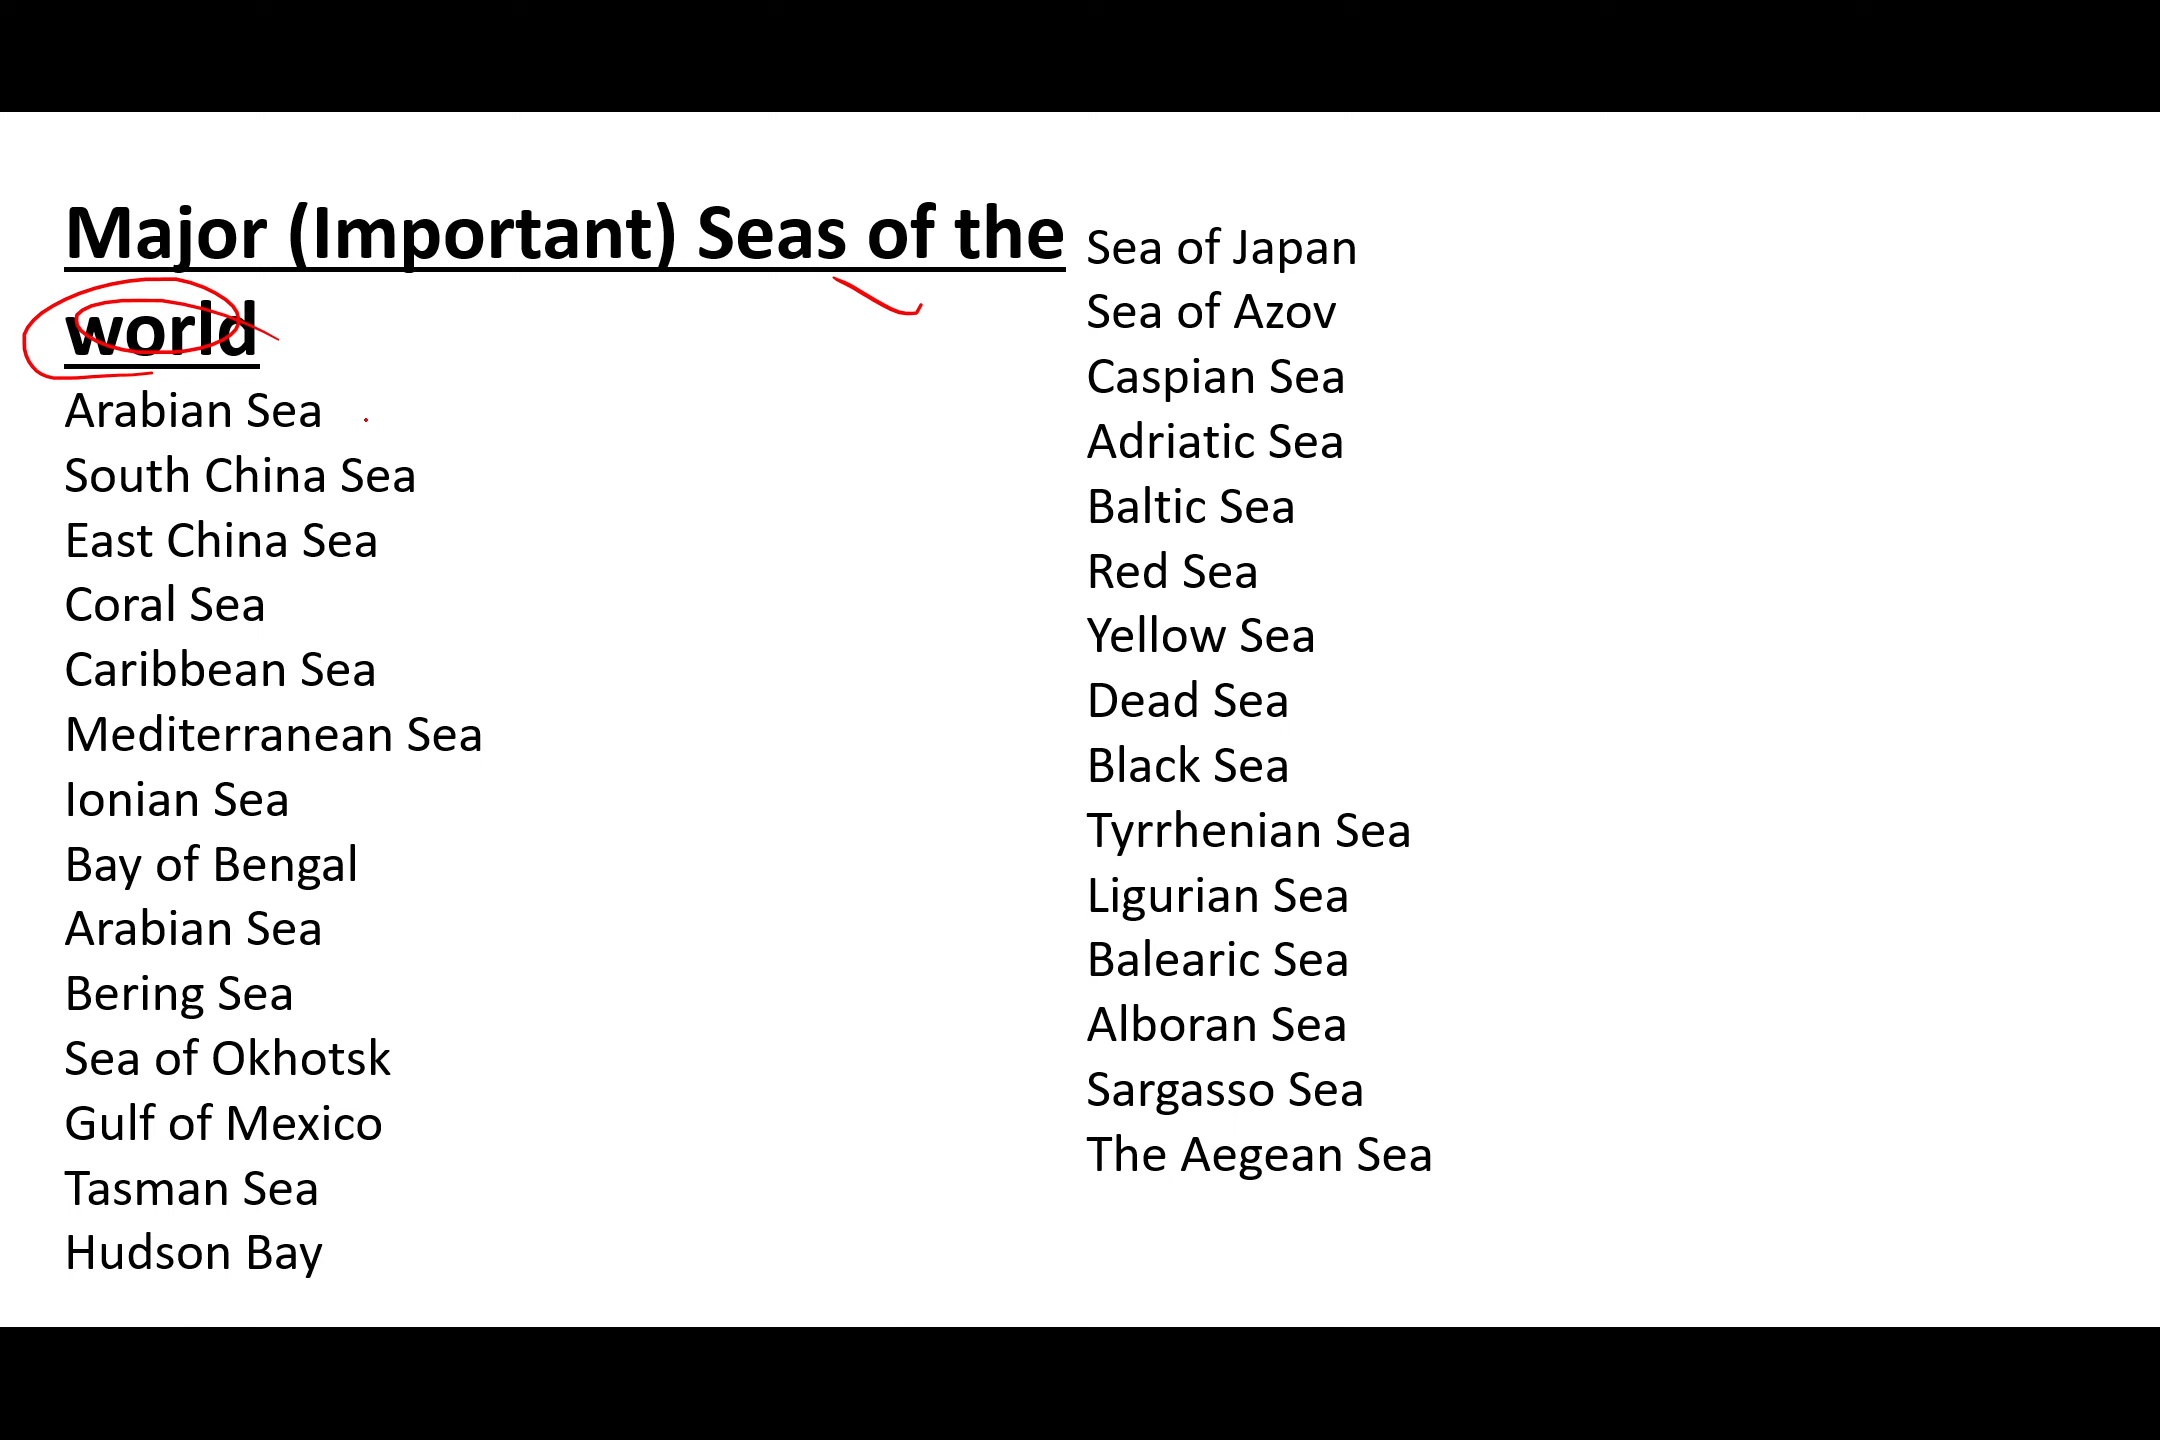 Major (Important) Seas of the
world
Arabian Sea
South China Sea
East China Sea
Coral Sea
Caribbean Sea
Mediterranean Sea
Ionian Sea
Bay of Bengal
Arabian Sea
Bering Sea
Sea of Okhotsk
Gulf of Mexico
Tasman Sea
Hudson Bay
Sea of Japan
Sea of Azov
Caspian Sea
Adriatic Sea
Baltic Sea
Red Sea
Yellow Sea
Dead Sea
Black Sea
Tyrrhenian Sea
Ligurian Sea
Balearic Sea
Alboran Sea
Sargasso Sea
The Aegean Sea